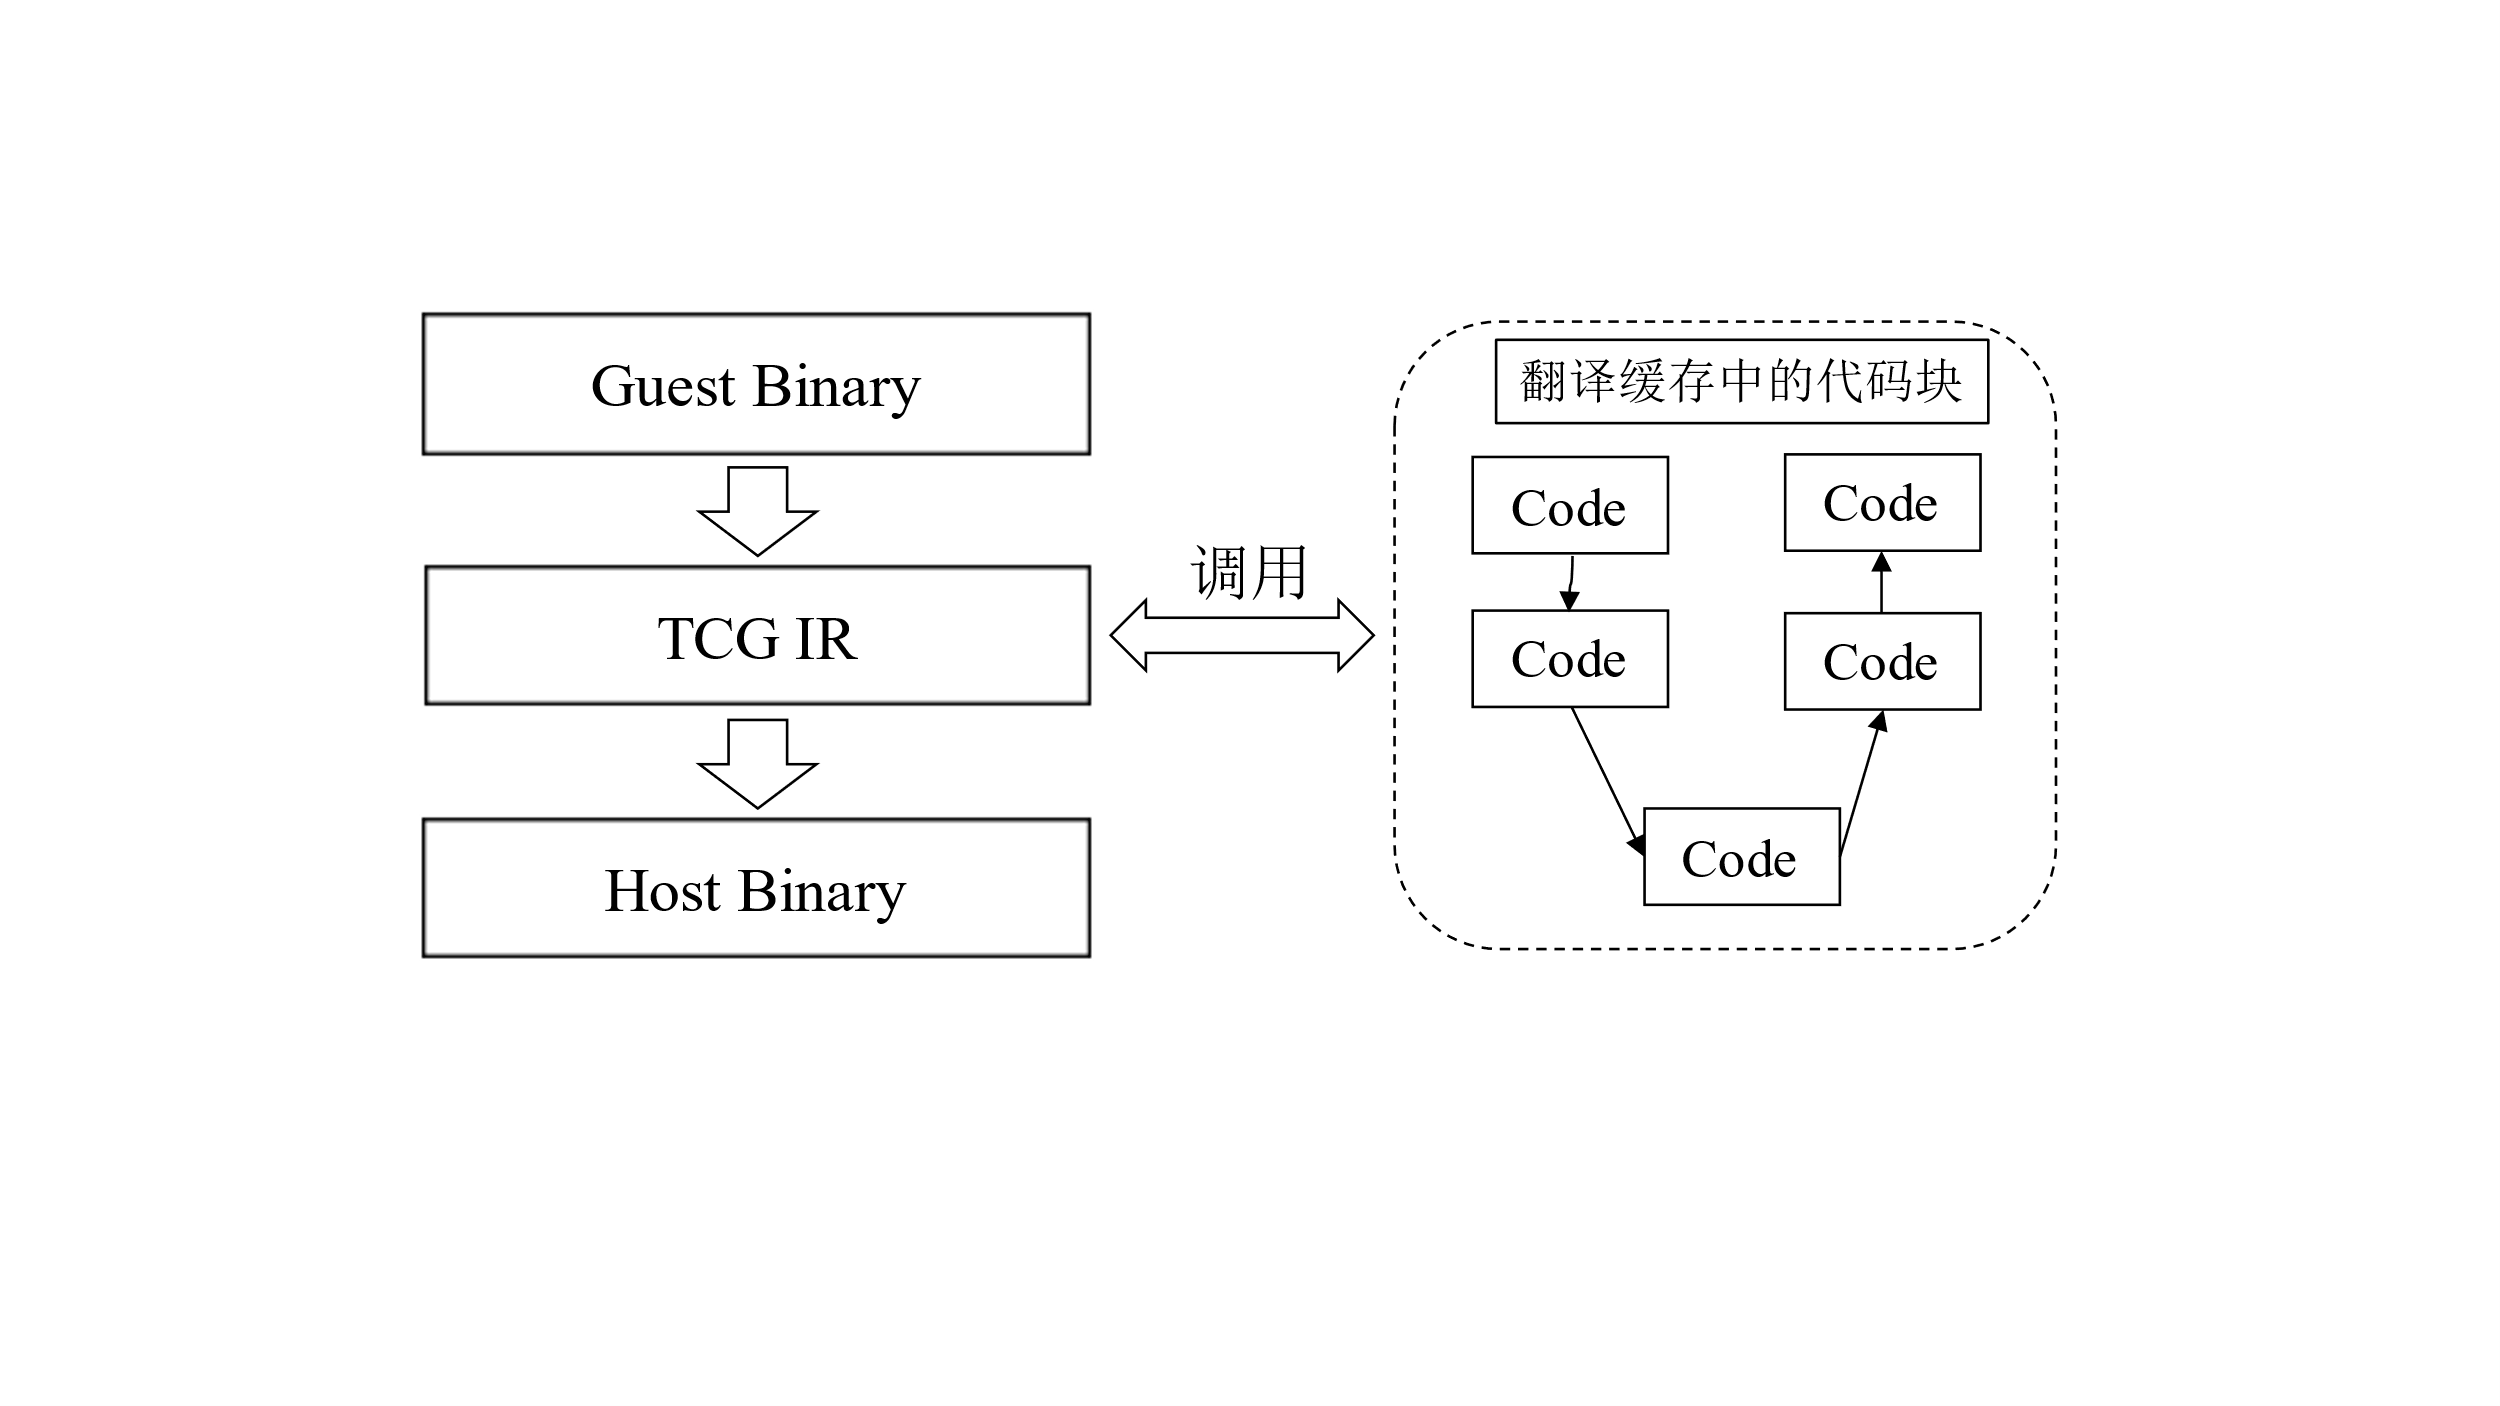 Guest Binary
TCG IR
Host Binary
调用
翻译缓存中的代码块
Code
Code
Code
Code
Code